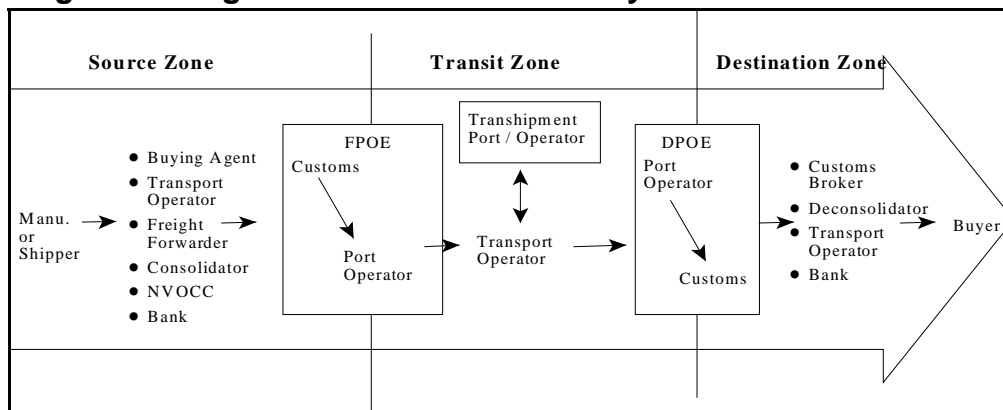 Source Zone
Transit Zone
Destination Zone
Manu.
or
Shipper
● Buying Agent
● Transport
Operator
● Freight
Forwarder
● Consolidator
● NVOCC
● Bank
FPOE
Customs
Port
Operator
Transhipment
Port / Operator
Transport
Operator
DPOE
Port
Operator
Customs
● Customs
Broker
● Deconsolidator
● Transport
Operator
● Bank
Buyer